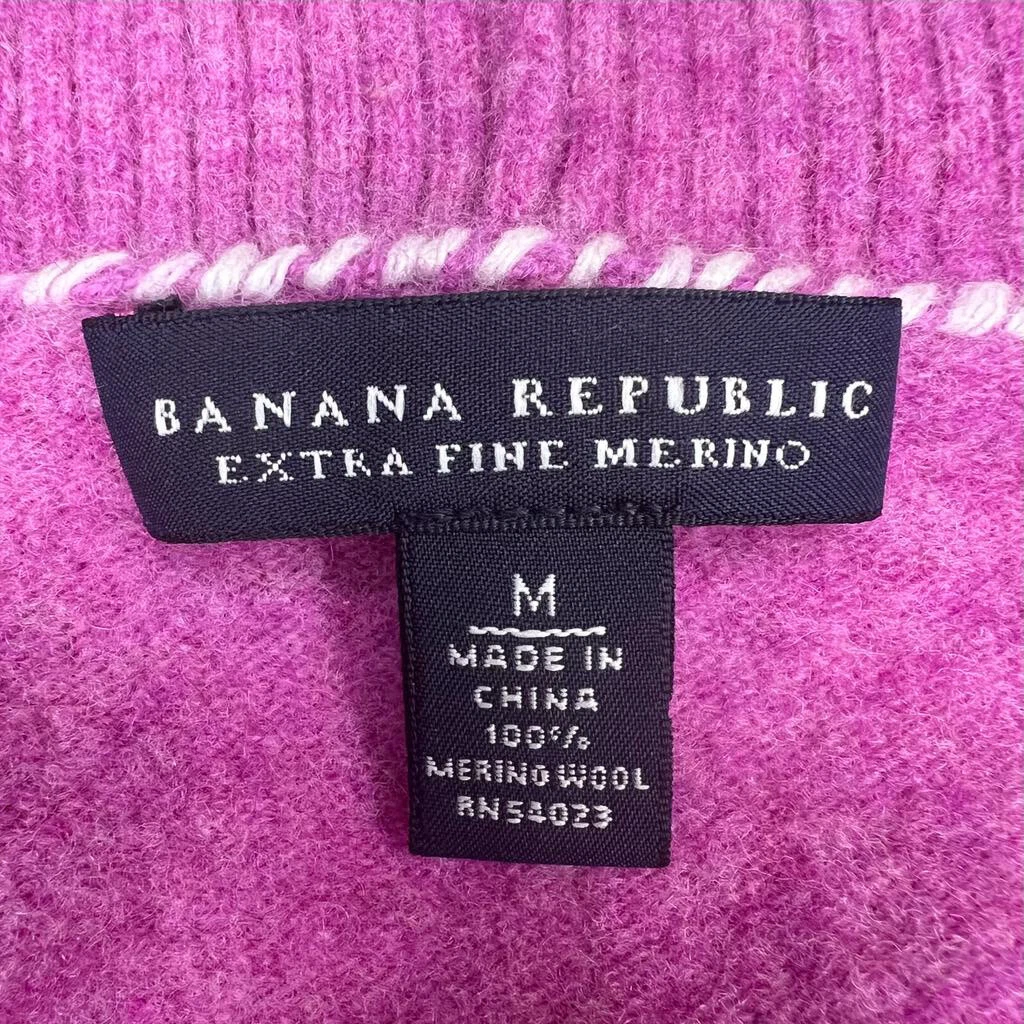 BANANA REPUBLIC
EXTRA FINE MERINO
M
MADE IN
CHINA
100%
MERINO WOOL
RN54023